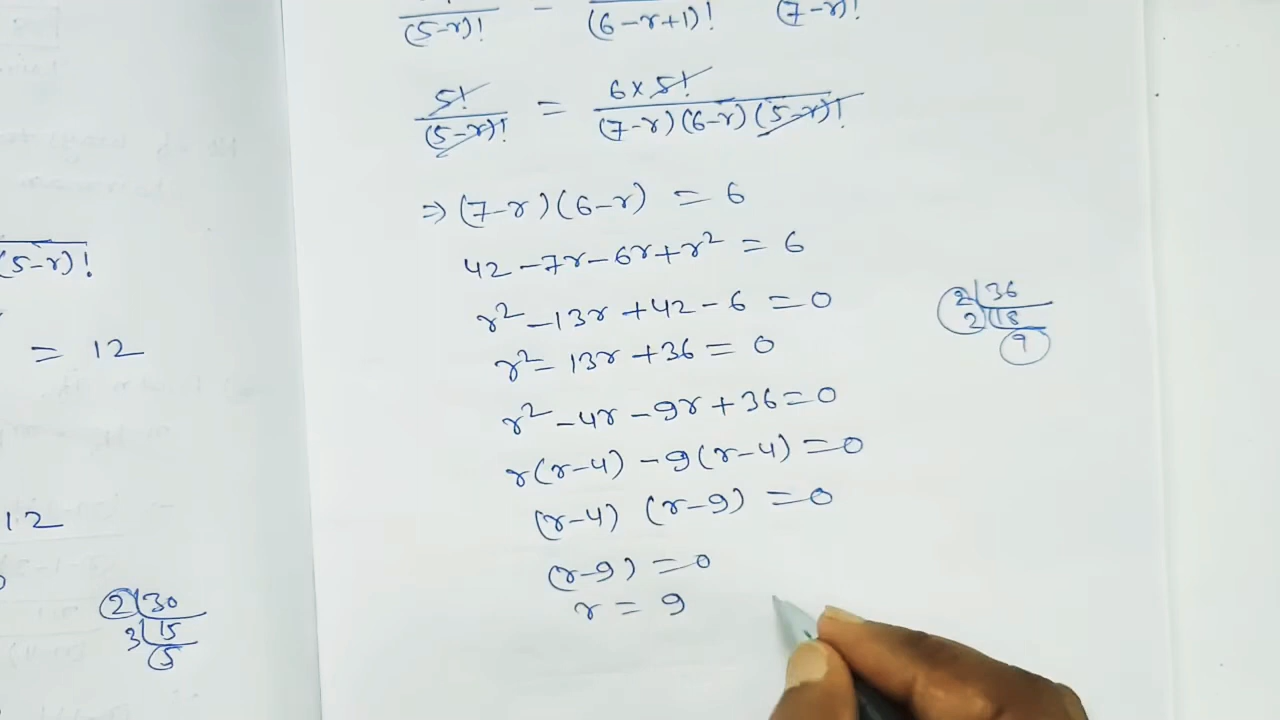 (5-r)! = (6-r+1)! (7-r)!
5!/(5-r)! = 6 × 5!/(7-r)(6-r)(5-r)!
⇒ (7-r)(6-r) = 6
42 - 7r - 6r + r² = 6
r² - 13r + 42 - 6 = 0
r² - 13r + 36 = 0
r² - 4r - 9r + 36 = 0
r(r-4) - 9(r-4) = 0
(r-4) (r-9) = 0
(r-9) = 0
r = 9
2 36
2 18
9
(5-r)!
= 12
12
2 30
3 15
5